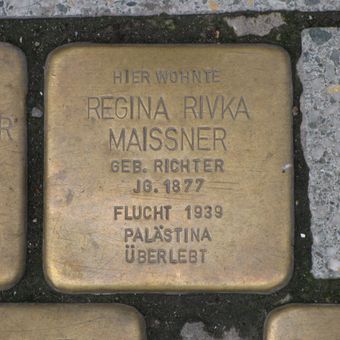 HIER WOHNTE
REGINA RIVKA
MAISSNER
GEB. RICHTER
JG. 1877
FLUCHT 1939
PALÄSTINA
ÜBERLEBT